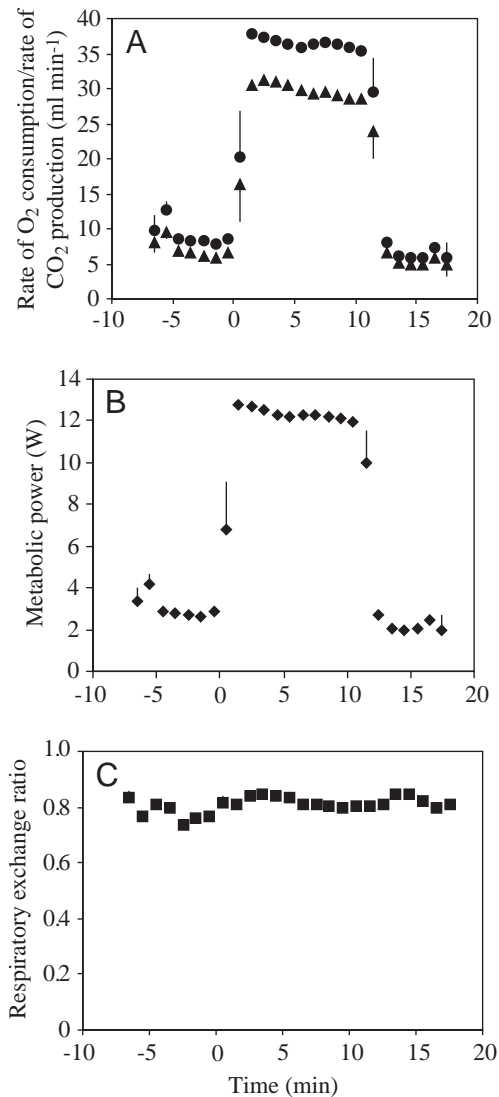 A
Rate of O2 consumption/rate of
CO2 production (ml min-1)
40
35
30
25
20
15
10
5
0
-10 -5 0 5 10 15 20
B
Metabolic power (W)
14
12
10
8
6
4
2
0
-10 -5 0 5 10 15 20
C
Respiratory exchange ratio
1.0
0.8
0.6
0.4
0.2
0
-10 -5 0 5 10 15 20
Time (min)